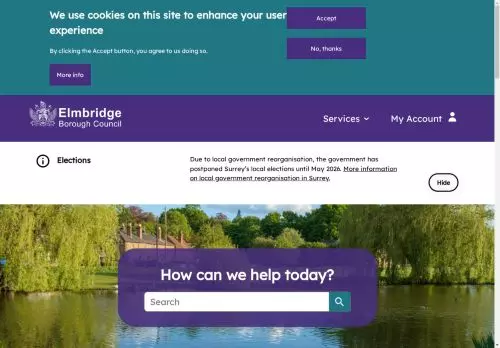 We use cookies on this site to enhance your user
experience
By clicking the Accept button, you agree to us doing so.
More info
Accept
No, thanks
Elmbridge
Borough Council
Services
My Account
Elections
Due to local government reorganisation, the government has
postponed Surrey's local elections until May 2026. More information
on local government reorganisation in Surrey.
Hide
How can we help today?
Search